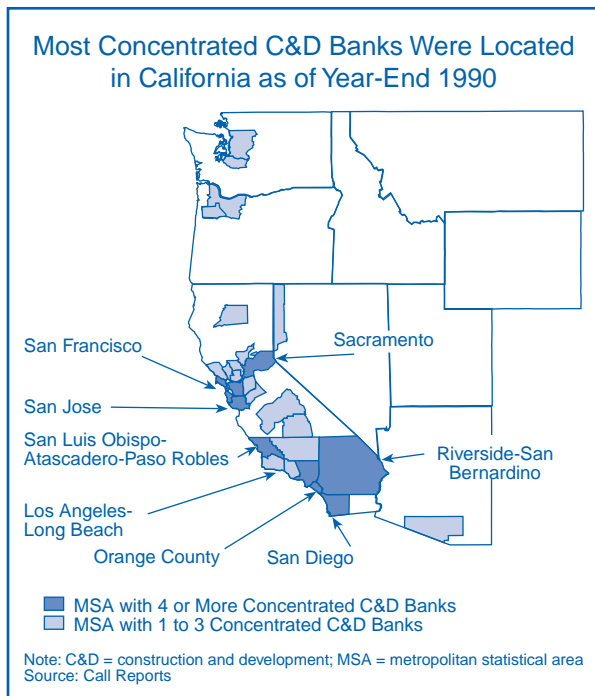 Most Concentrated C&D Banks Were Located
in California as of Year-End 1990
San Francisco
Sacramento
San Jose
San Luis Obispo-
Atascadero-Paso Robles
Riverside-San
Bernardino
Los Angeles-
Long Beach
Orange County
San Diego
MSA with 4 or More Concentrated C&D Banks
MSA with 1 to 3 Concentrated C&D Banks
Note: C&D = construction and development; MSA = metropolitan statistical area
Source: Call Reports